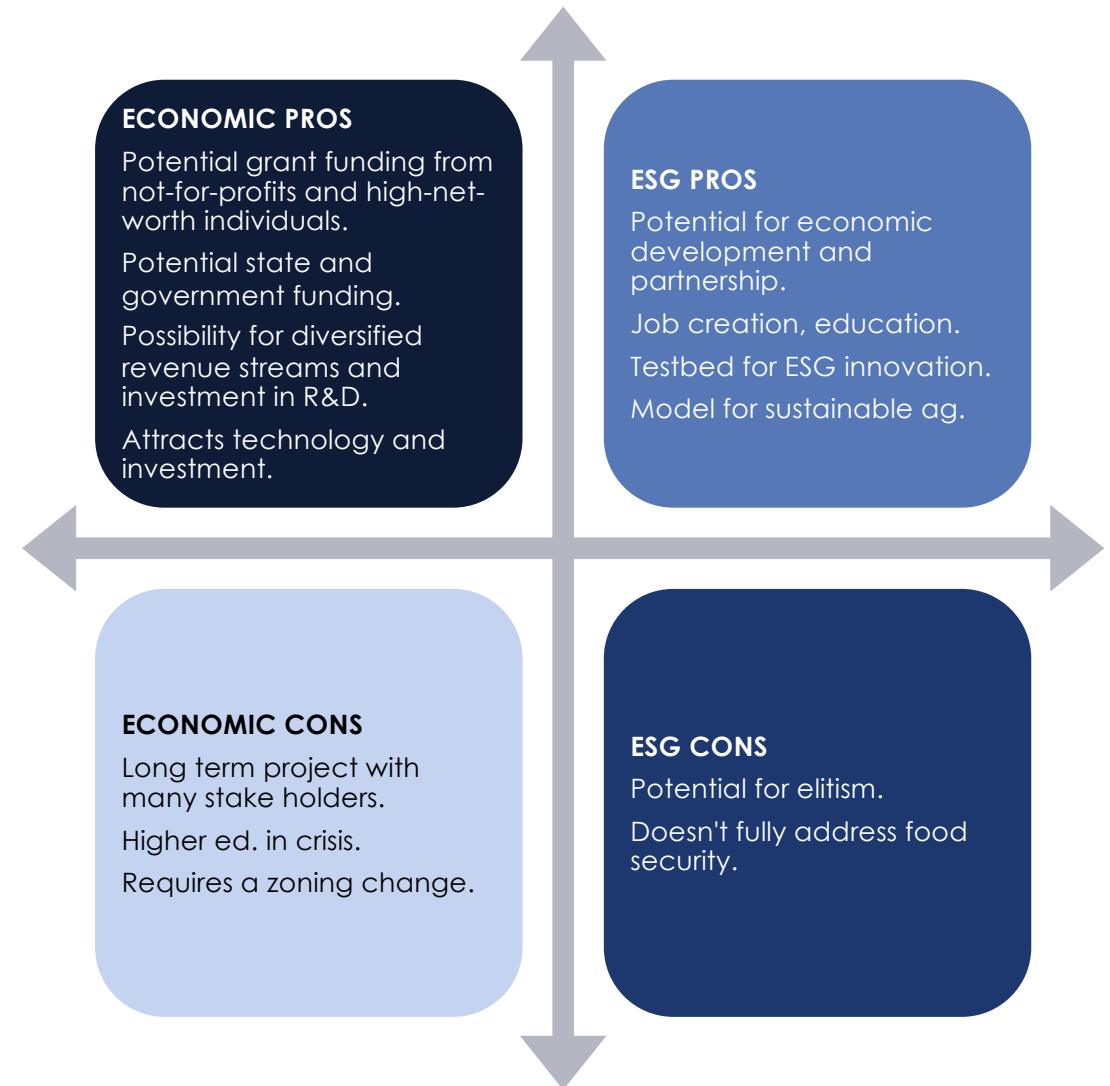 ECONOMIC PROS
Potential grant funding from
not-for-profits and high-net-
worth individuals.
Potential state and
government funding.
Possibility for diversified
revenue streams and
investment in R&D.
Attracts technology and
investment.
ESG PROS
Potential for economic
development and
partnership.
Job creation, education.
Testbed for ESG innovation.
Model for sustainable ag.
ECONOMIC CONS
Long term project with
many stake holders.
Higher ed. in crisis.
Requires a zoning change.
ESG CONS
Potential for elitism.
Doesn't fully address food
security.